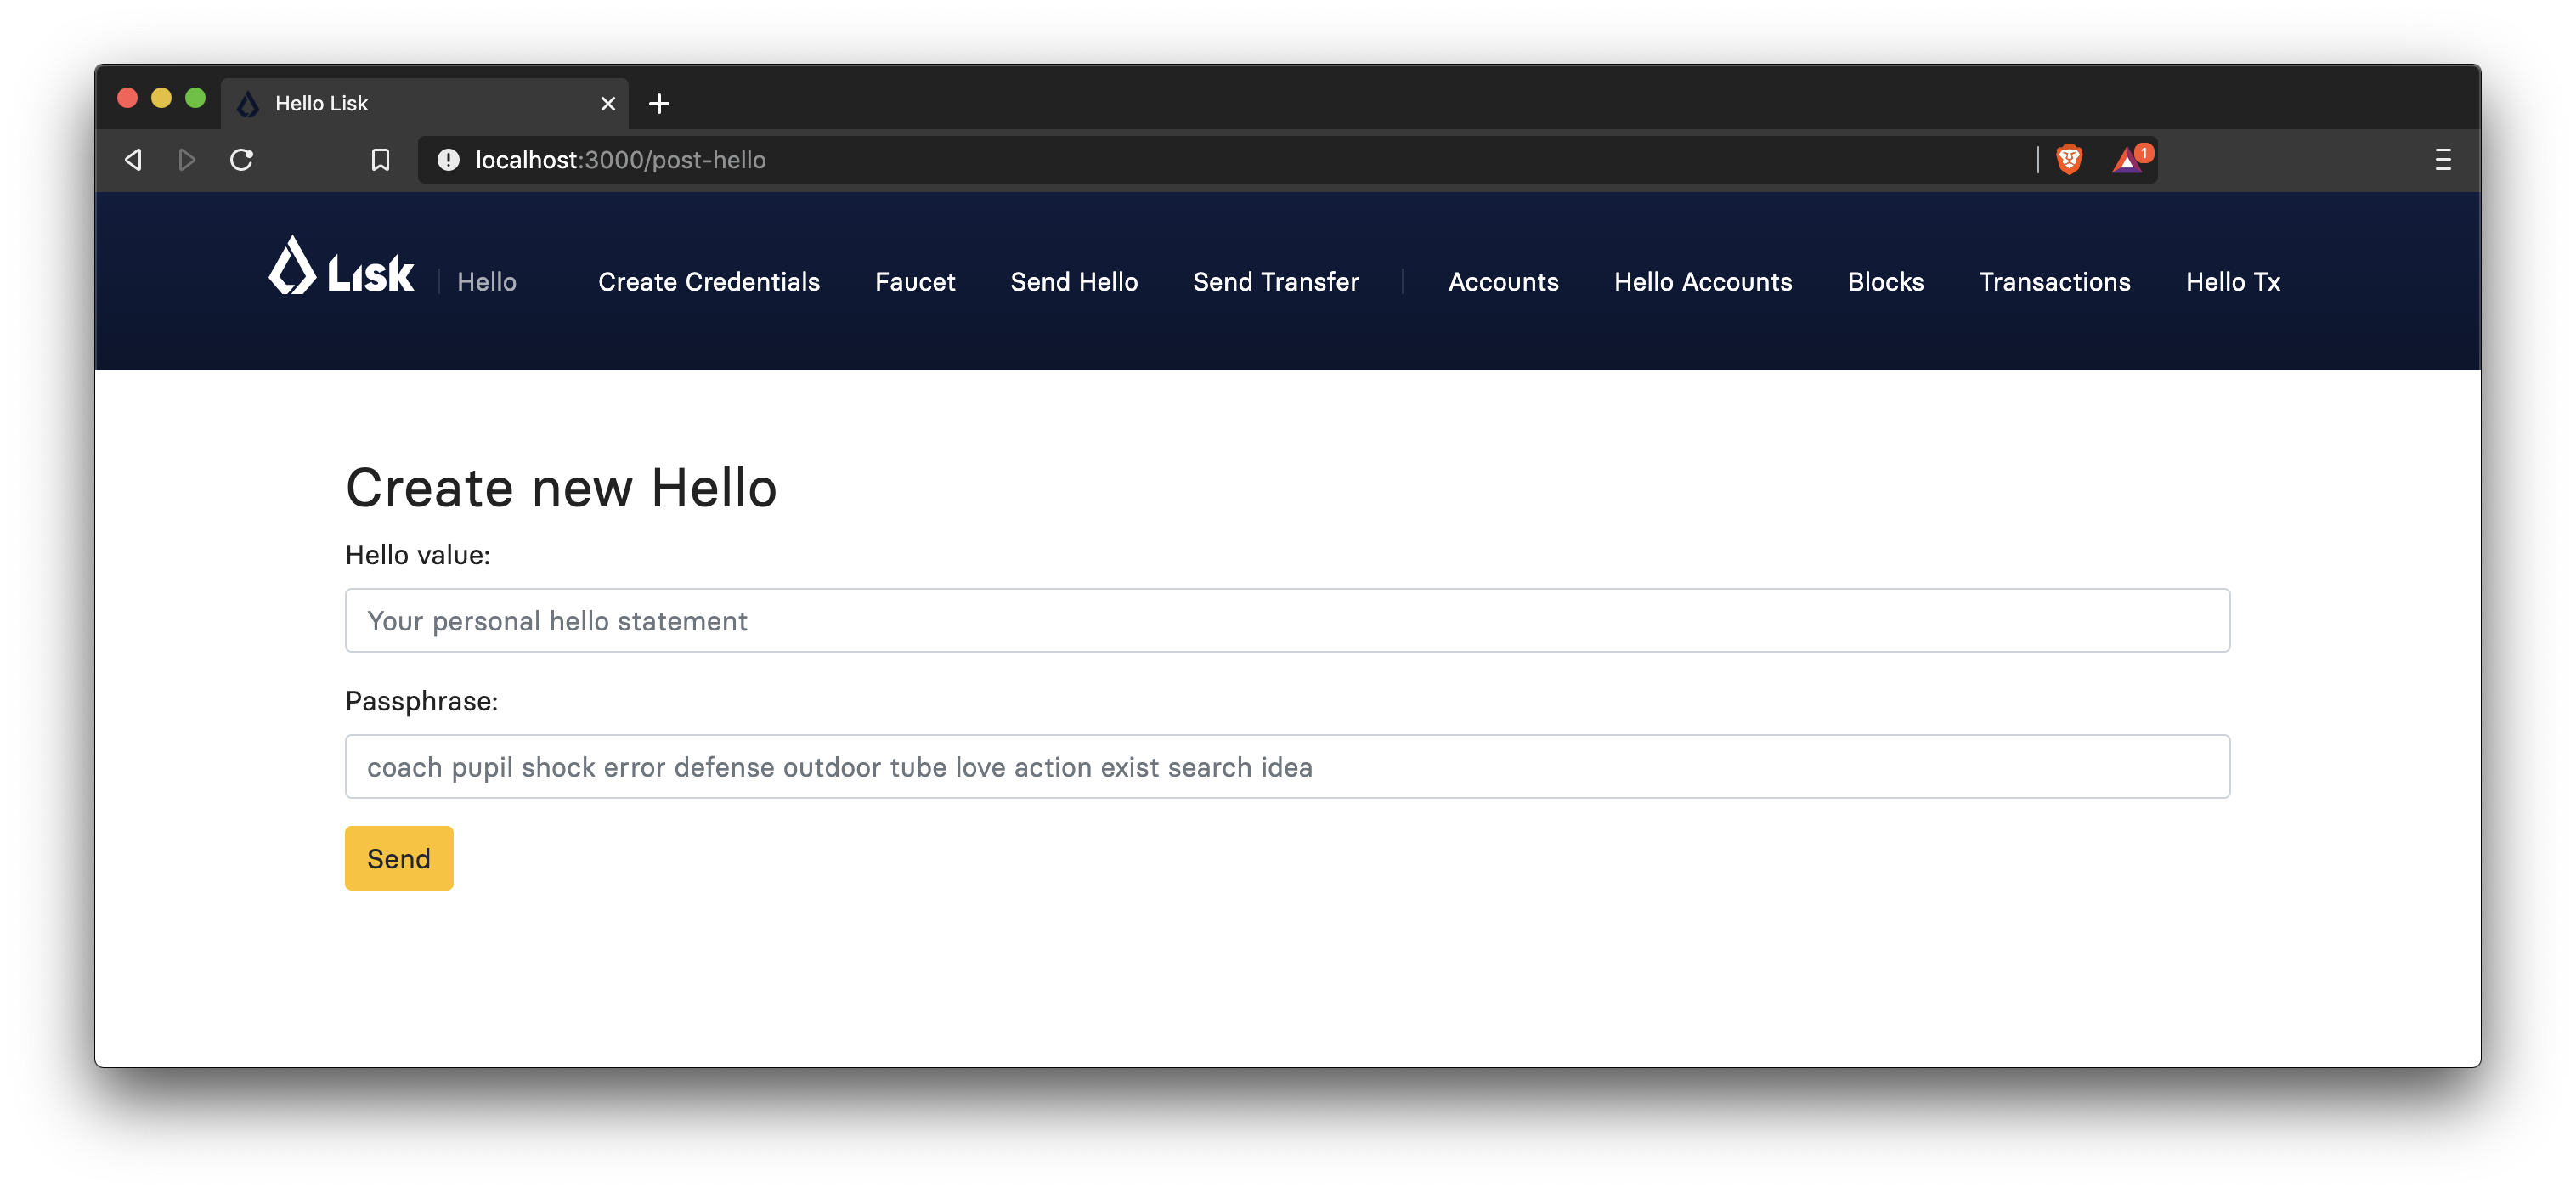 Hello Lisk
localhost:3000/post-hello
1
Lisk Hello Create Credentials Faucet Send Hello Send Transfer Accounts Hello Accounts Blocks Transactions Hello Tx
Create new Hello
Hello value:
Your personal hello statement
Passphrase:
coach pupil shock error defense outdoor tube love action exist search idea
Send